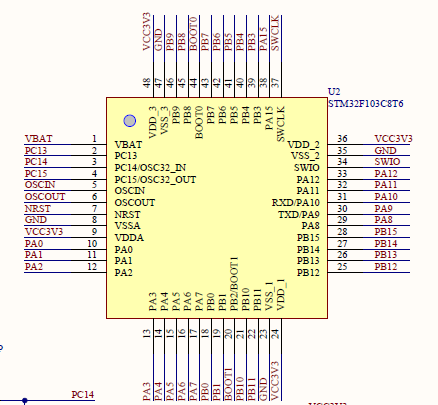 VCC3V3 GND PB9 PB8 BOOT0 PB7 PB6 PB5 PB4 PB3 PA15 SWCLK
48 47 46 45 44 43 42 41 40 39 38 37
U2
STM32F103C8T6
VDD_3 VSS_3 PB9 PB8 BOOT0 PB7 PB6 PB5 PB4 PB3 PA15 SWCLK
VBAT 1 VBAT VDD_2 36 VCC3V3
PC13 2 PC13 VSS_2 35 GND
PC14 3 PC14/OSC32_IN SWIO 34 SWIO
PC15 4 PC15/OSC32_OUT PA12 33 PA12
OSCIN 5 OSCIN PA11 32 PA11
OSCOUT 6 OSCOUT RXD/PA10 31 PA10
NRST 7 NRST TXD/PA9 30 PA9
GND 8 VSSA PA8 29 PA8
VCC3V3 9 VDDA PB15 28 PB15
PA0 10 PA0 PB14 27 PB14
PA1 11 PA1 PB13 26 PB13
PA2 12 PA2 PB12 25 PB12
PA3 PA4 PA5 PA6 PA7 PB0 PB1 PB2/BOOT1 PB10 PB11 VSS_1 VDD_1
13 14 15 16 17 18 19 20 21 22 23 24
PA3 PA4 PA5 PA6 PA7 PB0 PB1 BOOT1 PB10 PB11 GND VCC3V3
PC14